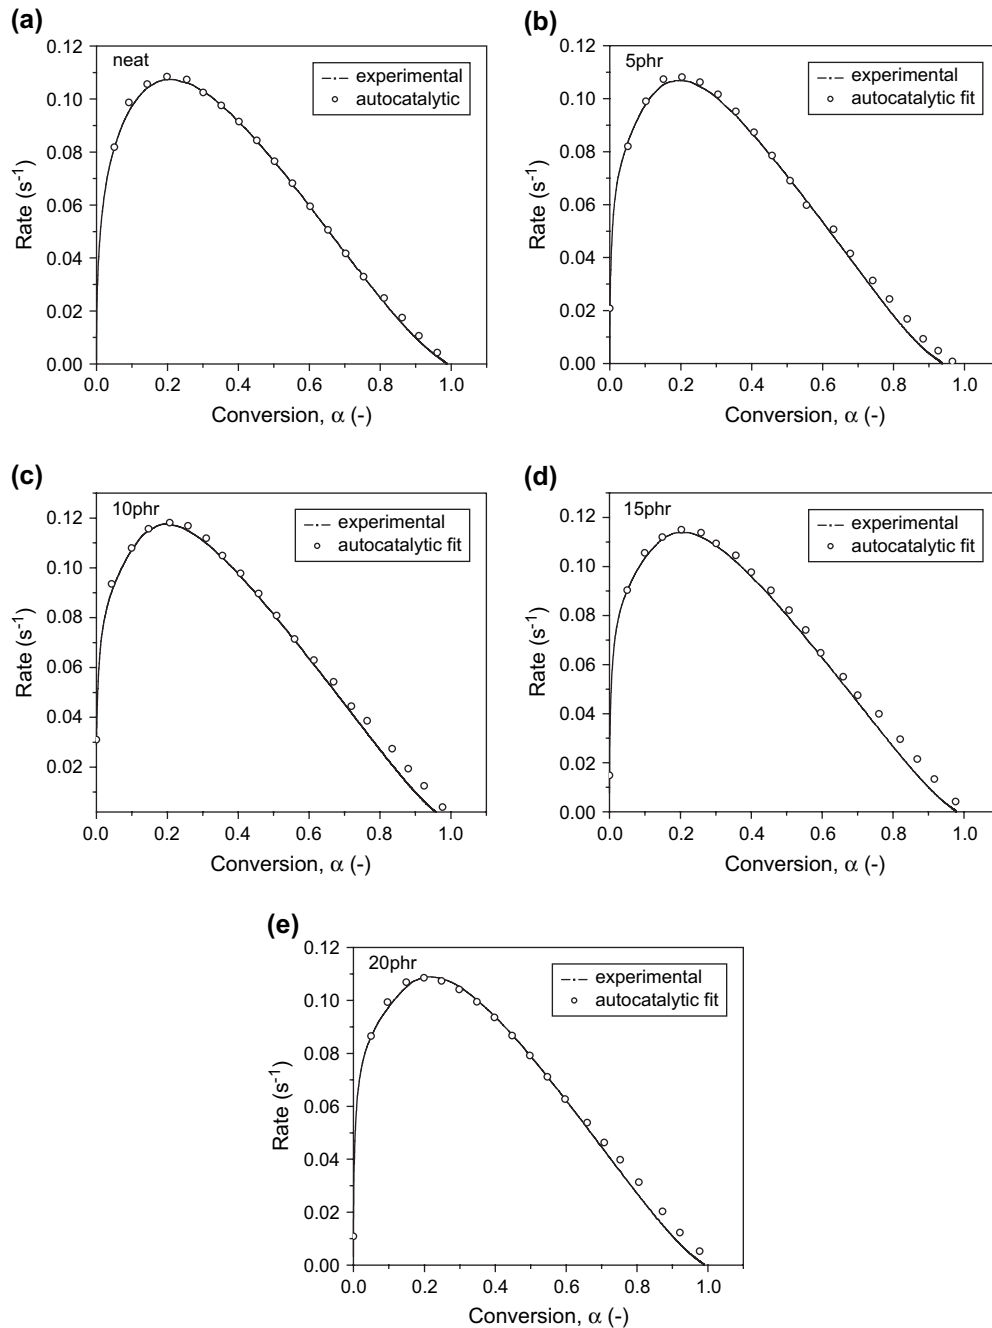 (a)
neat
experimental
autocatalytic
Rate (s-1)
0.12
0.10
0.08
0.06
0.04
0.02
0.00
0.0 0.2 0.4 0.6 0.8 1.0
Conversion, α (-)
(b)
5phr
experimental
autocatalytic fit
Rate (s-1)
0.12
0.10
0.08
0.06
0.04
0.02
0.00
0.0 0.2 0.4 0.6 0.8 1.0
Conversion, α (-)
(c)
10phr
experimental
autocatalytic fit
Rate (s-1)
0.12
0.10
0.08
0.06
0.04
0.02
0.0 0.2 0.4 0.6 0.8 1.0
Conversion, α (-)
(d)
15phr
experimental
autocatalytic fit
Rate (s-1)
0.12
0.10
0.08
0.06
0.04
0.02
0.00
0.0 0.2 0.4 0.6 0.8 1.0
Conversion, α (-)
(e)
20phr
experimental
autocatalytic fit
Rate (s-1)
0.12
0.10
0.08
0.06
0.04
0.02
0.00
0.0 0.2 0.4 0.6 0.8 1.0
Conversion, α (-)